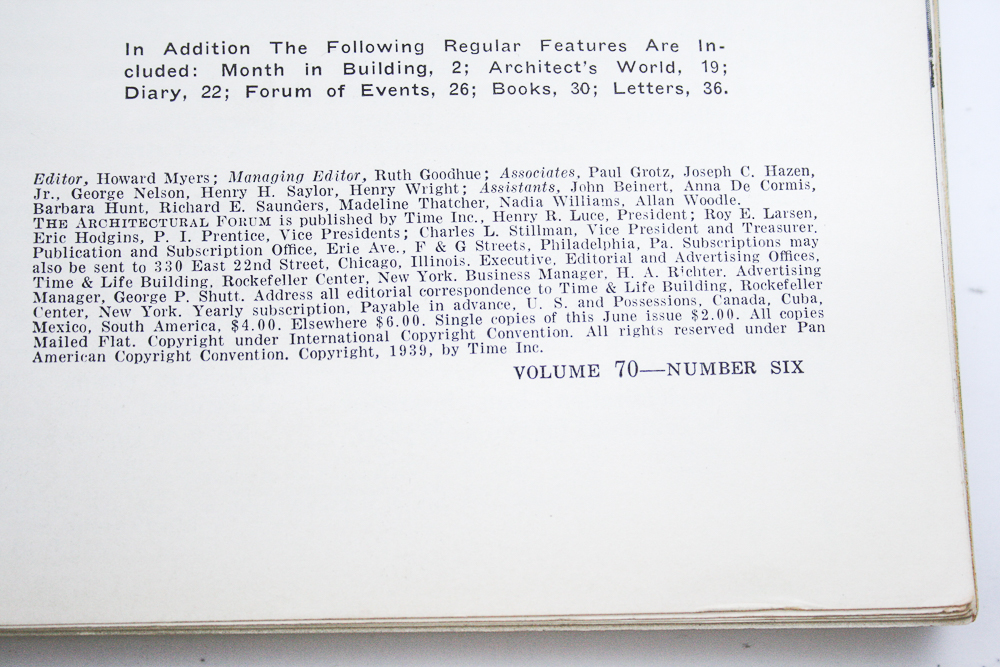 In Addition The Following Regular Features Are In-
cluded: Month in Building, 2; Architect's World, 19;
Diary, 22; Forum of Events, 26; Books, 30; Letters, 36.
Editor, Howard Myers; Managing Editor, Ruth Goodhue; Associates, Paul Grotz, Joseph C. Hazen,
Jr., George Nelson, Henry H. Saylor, Henry Wright; Assistants, John Beinert, Anna De Cormis,
Barbara Hunt, Richard E. Saunders, Madeline Thatcher, Nadia Williams, Allan Woodle.
THE ARCHITECTURAL FORUM is published by Time Inc., Henry R. Luce, President; Roy E. Larsen,
Eric Hodgins, P. I. Prentice, Vice Presidents; Charles L. Stillman, Vice President and Treasurer.
Publication and Subscription Office, Erie Ave., F & G Streets, Philadelphia, Pa. Subscriptions may
also be sent to 330 East 22nd Street, Chicago, Illinois. Executive, Editorial and Advertising Offices,
Time & Life Building, Rockefeller Center, New York. Business Manager, H. A. Richter. Advertising
Manager, George P. Shutt. Address all editorial correspondence to Time & Life Building, Rockefeller
Center, New York. Yearly subscription, Payable in advance, U. S. and Possessions, Canada, Cuba,
Mexico, South America, $4.00. Elsewhere $6.00. Single copies of this June issue $2.00. All copies
Mailed Flat. Copyright under International Copyright Convention. All rights reserved under Pan
American Copyright Convention. Copyright, 1939, by Time Inc.
VOLUME 70—NUMBER SIX